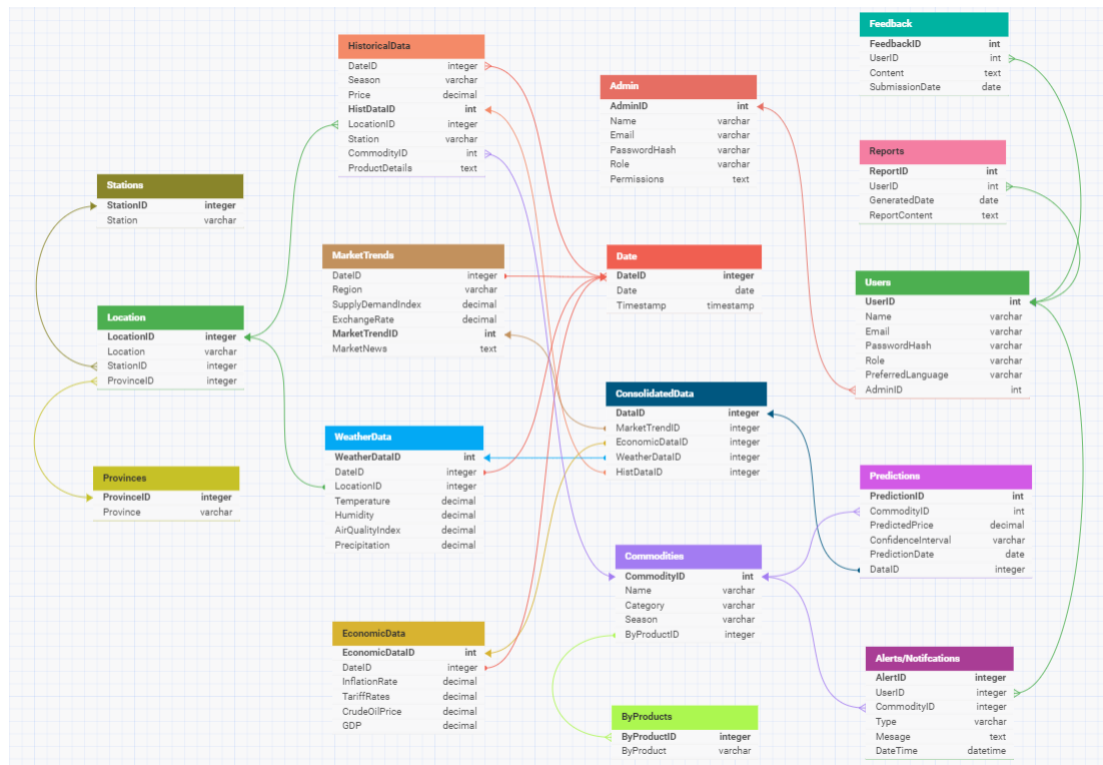 Stations
StationID integer
Station varchar
Location
LocationID integer
Location varchar
StationID integer
ProvinceID integer
Provinces
ProvinceID integer
Province varchar
HistoricalData
DateID integer
Season varchar
Price decimal
HistDataID int
LocationID integer
Station varchar
CommodityID int
ProductDetails text
MarketTrends
DateID integer
Region varchar
SupplyDemandIndex decimal
ExchangeRate decimal
MarketTrendID int
MarketNews text
WeatherData
WeatherDataID int
DateID integer
LocationID integer
Temperature decimal
Humidity decimal
AirQualityIndex decimal
Precipitation decimal
EconomicData
EconomicDataID int
DateID integer
InflationRate decimal
TariffRates decimal
CrudeOilPrice decimal
GDP decimal
Admin
AdminID int
Name varchar
Email varchar
PasswordHash varchar
Role varchar
Permissions text
Date
DateID integer
Date date
Timestamp timestamp
ConsolidatedData
DataID integer
MarketTrendID integer
EconomicDataID integer
WeatherDataID integer
HistDataID integer
Commodities
CommodityID int
Name varchar
Category varchar
Season varchar
ByProductID integer
ByProducts
ByProductID integer
ByProduct varchar
Feedback
FeedbackID int
UserID int
Content text
SubmissionDate date
Reports
ReportID int
UserID int
GeneratedDate date
ReportContent text
Users
UserID int
Name varchar
Email varchar
PasswordHash varchar
Role varchar
PreferredLanguage varchar
AdminID int
Predictions
PredictionID int
CommodityID int
PredictedPrice decimal
ConfidenceInterval varchar
PredictionDate date
DataID integer
Alerts/Notifcations
AlertID integer
UserID integer
CommodityID integer
Type varchar
Mesage text
DateTime datetime